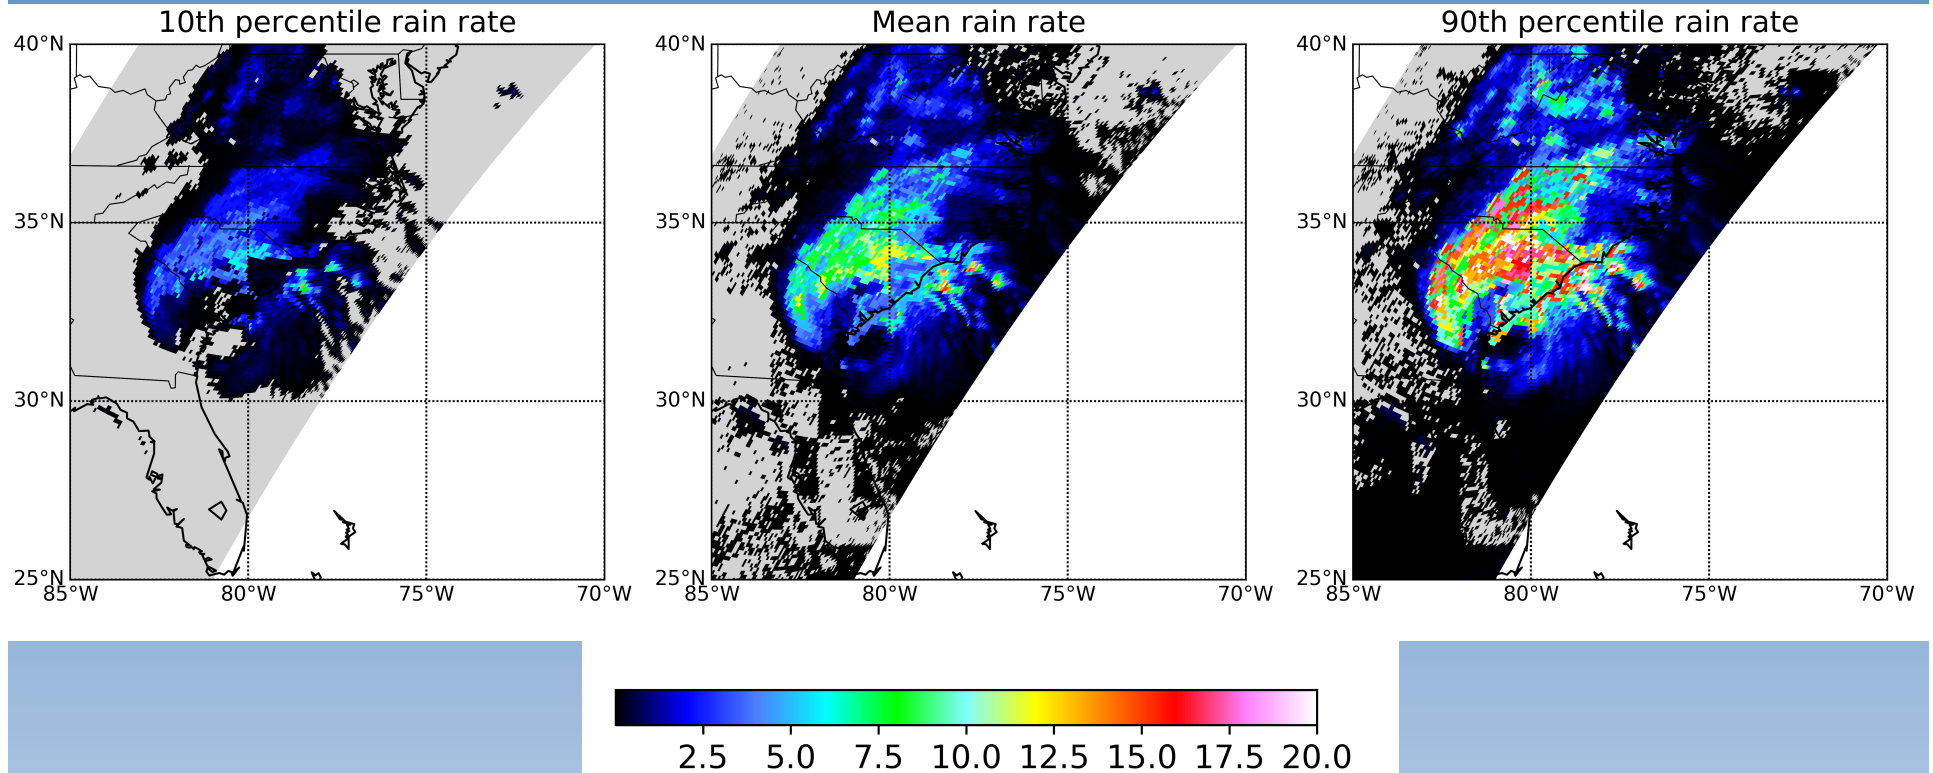 10th percentile rain rate
Mean rain rate
90th percentile rain rate
40°N
35°N
30°N
25°N
85°W
80°W
75°W
70°W
40°N
35°N
30°N
25°N
85°W
80°W
75°W
70°W
40°N
35°N
30°N
25°N
85°W
80°W
75°W
70°W
2.5 5.0 7.5 10.0 12.5 15.0 17.5 20.0